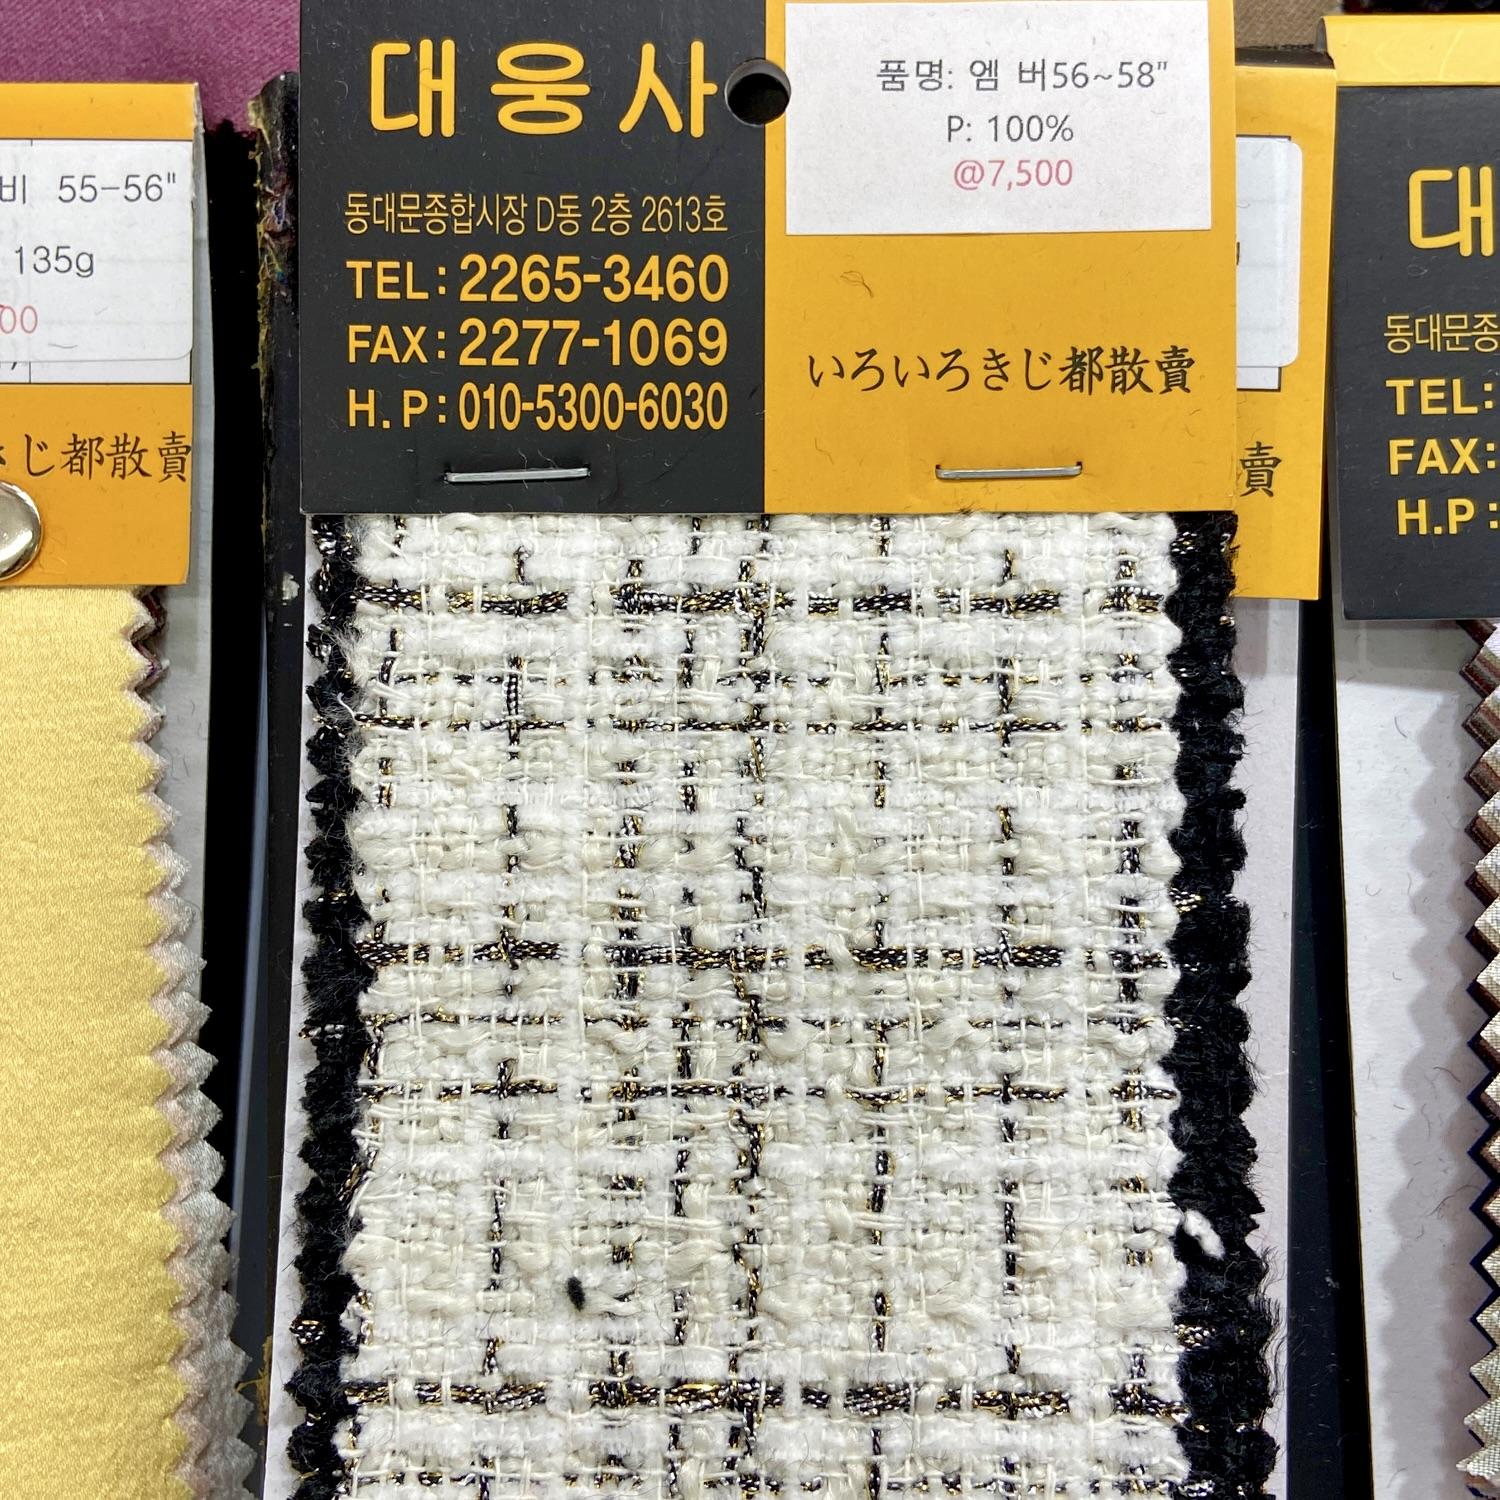 대웅사
동대문종합시장 D동 2층 2613호
TEL: 2265-3460
FAX: 2277-1069
H.P: 010-5300-6030
품명: 엠 버56~58"
P: 100%
@7,500
いろいろきじ都散賣
비 55-56"
135g
00
きじ都散賣
賣
대
동대문종
TEL:
FAX:
H.P: